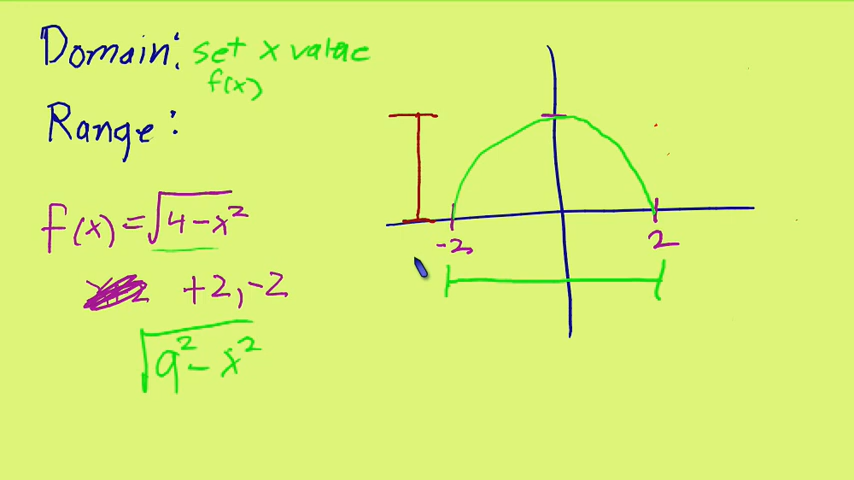 Domain: set x value
f(x)
Range:
f(x) = √4-x²
+2, -2
√a²-x²
-2
2